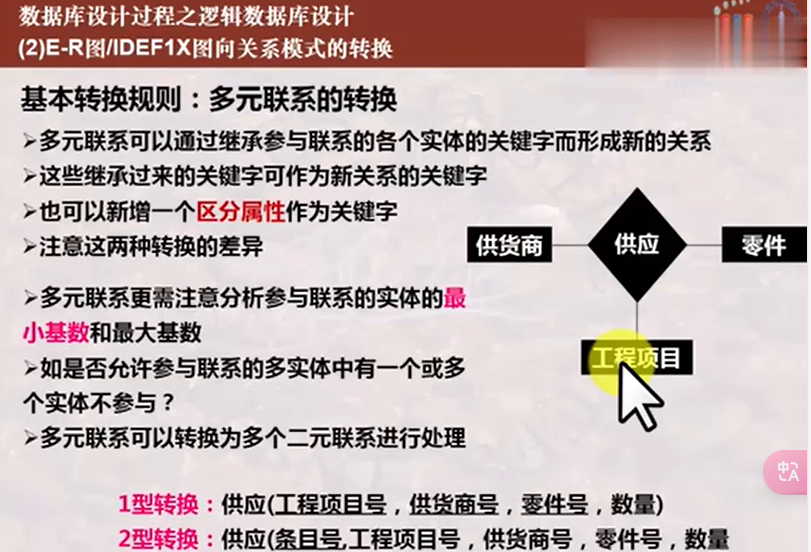 数据库设计过程之逻辑数据库设计
(2)E-R图/IDEF1X图向关系模式的转换
基本转换规则：多元联系的转换
➢多元联系可以通过继承参与联系的各个实体的关键字而形成新的关系
➢这些继承过来的关键字可作为新关系的关键字
➢也可以新增一个区分属性作为关键字
➢注意这两种转换的差异
供货商
供应
零件
工程项目
➢多元联系更需注意分析参与联系的实体的最
小基数和最大基数
➢如是否允许参与联系的多实体中有一个或多
个实体不参与？
➢多元联系可以转换为多个二元联系进行处理
中A
1型转换：供应(工程项目号，供货商号，零件号，数量)
2型转换：供应(条目号,工程项目号，供货商号，零件号，数量